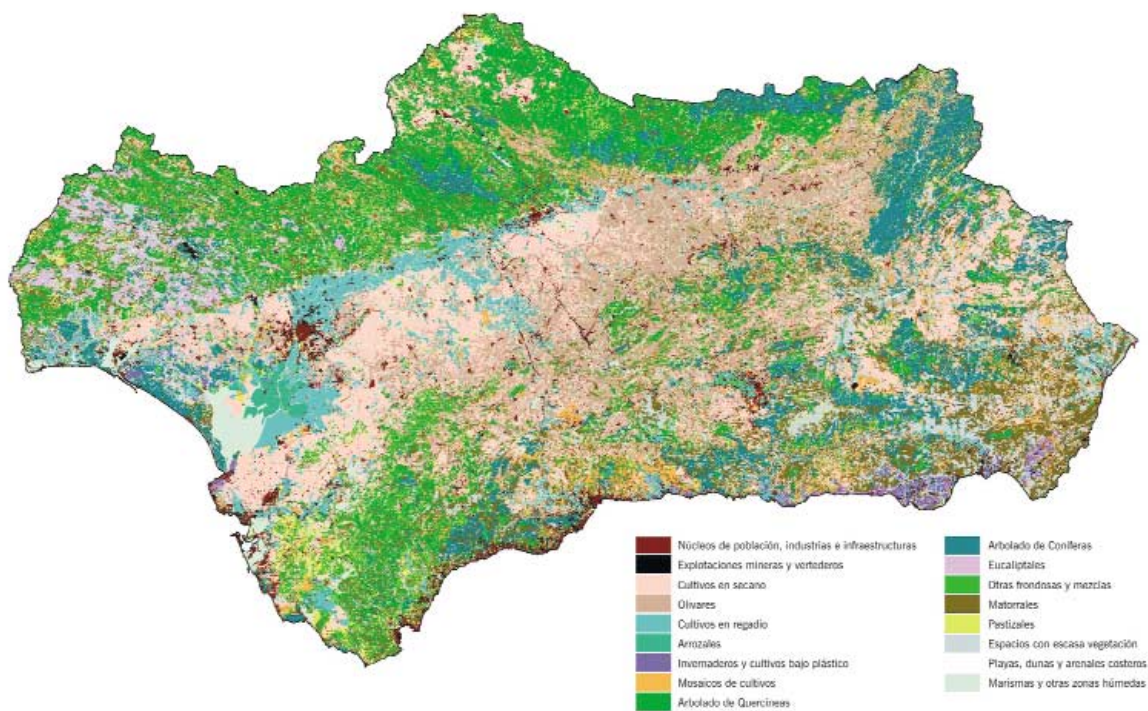 Núcleos de población, industrias e infraestructuras
Explotaciones mineras y vertederos
Cultivos en secano
Olivares
Cultivos en regadío
Arrozales
Invernaderos y cultivos bajo plástico
Mosaicos de cultivos
Arbolado de Quercíneas
Arbolado de Coníferas
Eucaliptales
Otras frondosas y mezclas
Matorrales
Pastizales
Espacios con escasa vegetación
Playas, dunas y arenales costeros
Marismas y otras zonas húmedas